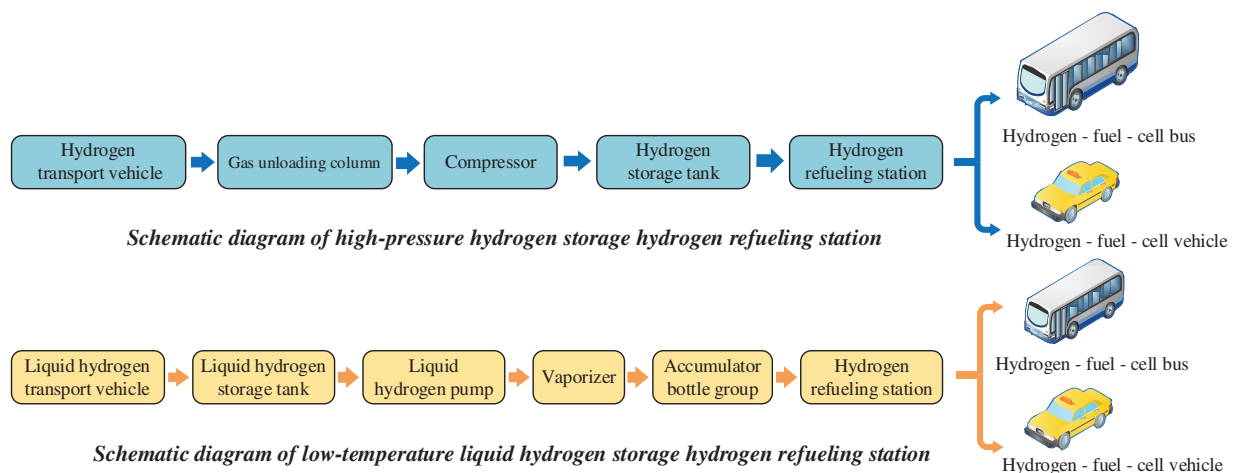 Hydrogen
transport vehicle
Gas unloading column
Compressor
Hydrogen
storage tank
Hydrogen
refueling station
Hydrogen - fuel - cell bus
Hydrogen - fuel - cell vehicle
Schematic diagram of high-pressure hydrogen storage hydrogen refueling station
Liquid hydrogen
transport vehicle
Liquid hydrogen
storage tank
Liquid
hydrogen pump
Vaporizer
Accumulator
bottle group
Hydrogen
refueling station
Hydrogen - fuel - cell bus
Hydrogen - fuel - cell vehicle
Schematic diagram of low-temperature liquid hydrogen storage hydrogen refueling station